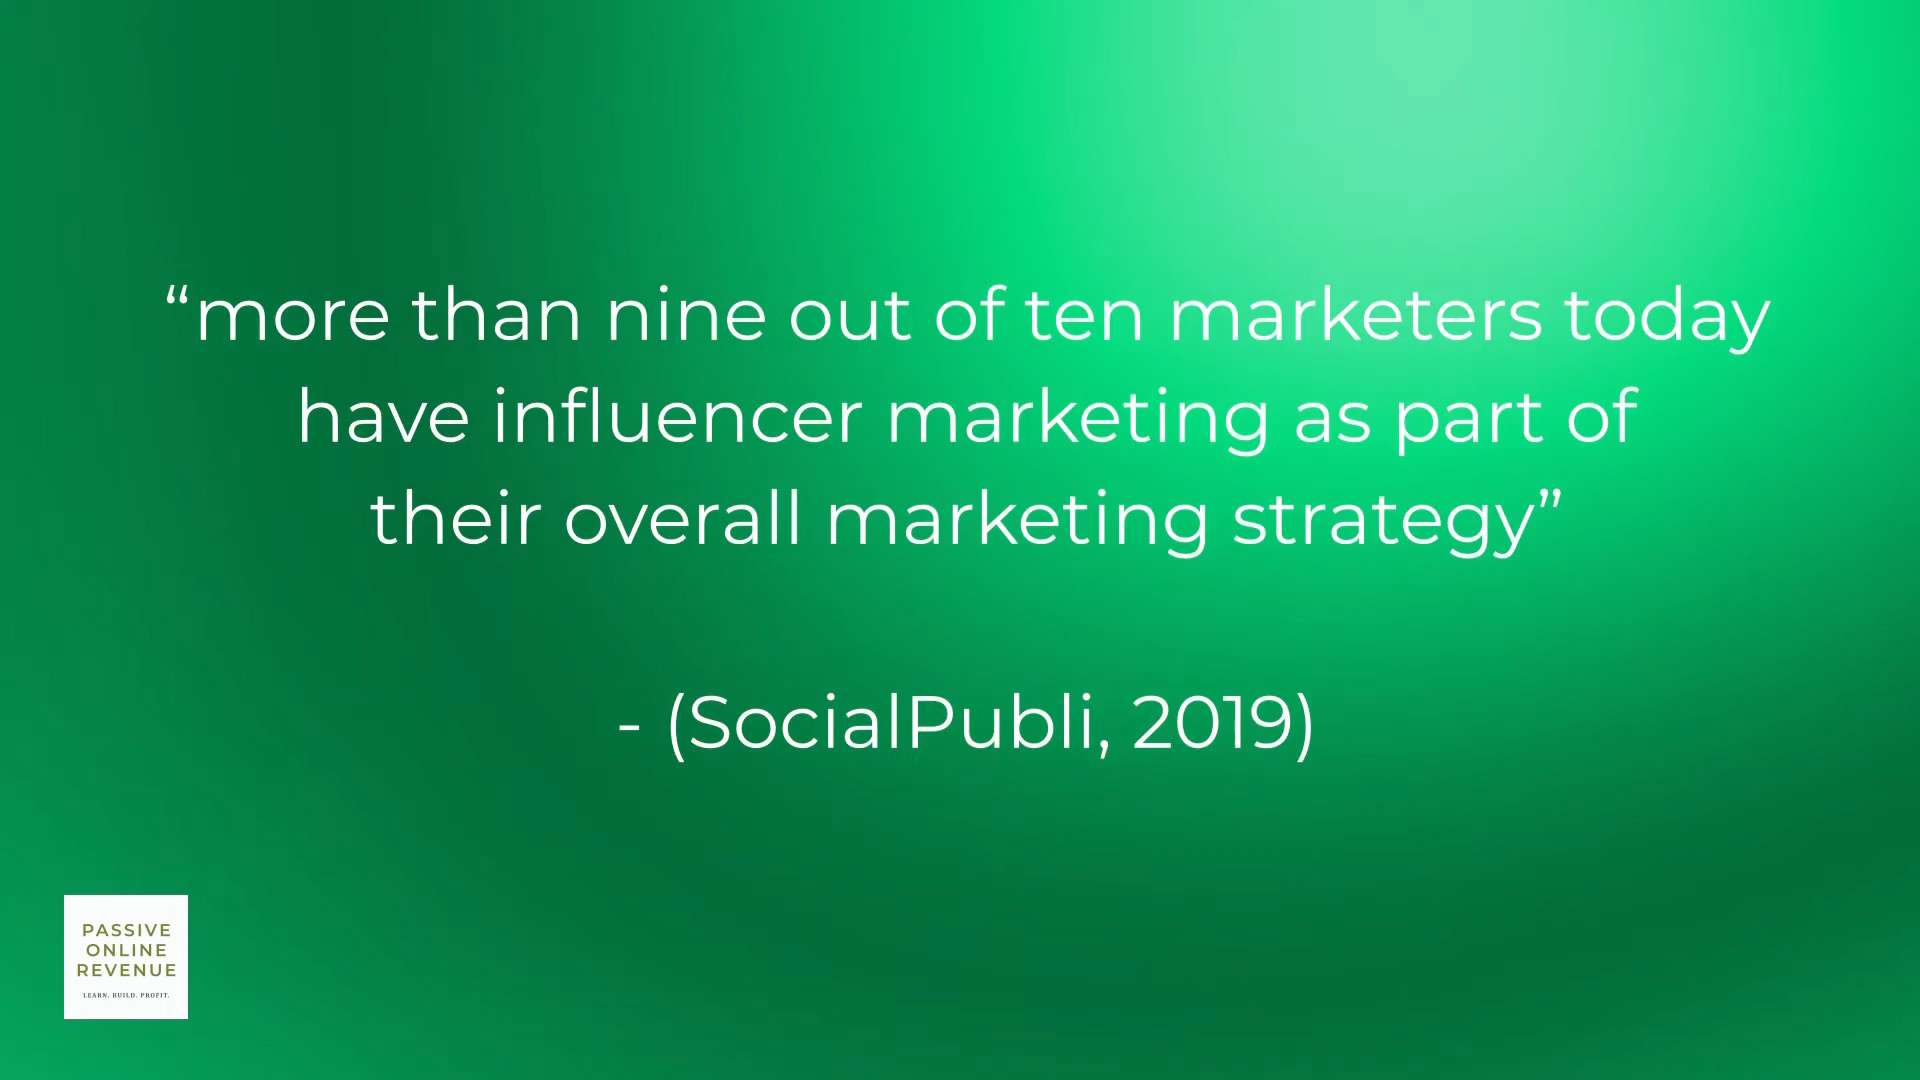 “more than nine out of ten marketers today
have influencer marketing as part of
their overall marketing strategy”
- (SocialPubli, 2019)
PASSIVE
ONLINE
REVENUE
LEARN. BUILD. PROFIT.